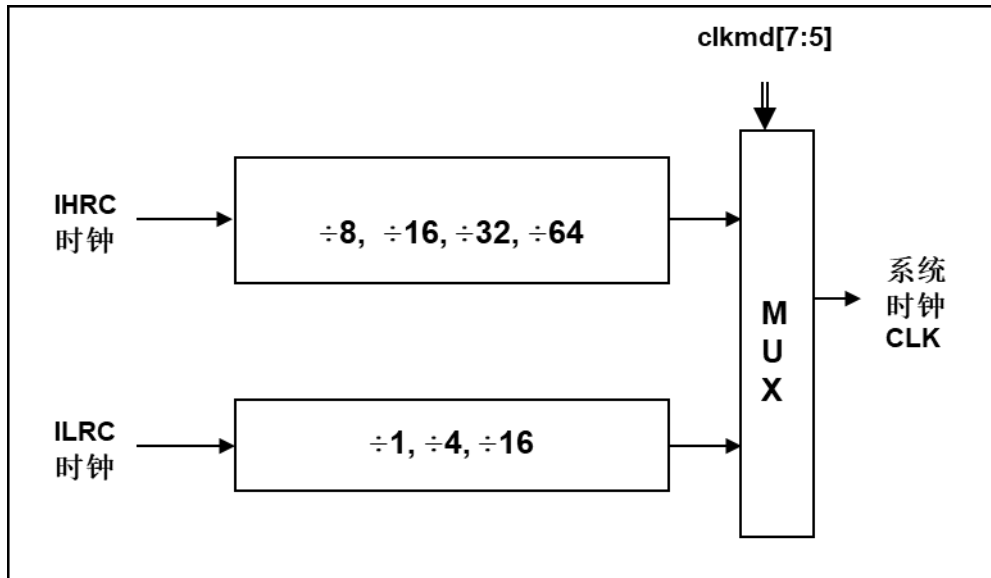 clkmd[7:5]
IHRC
时钟
÷8, ÷16, ÷32, ÷64
M
U
X
系统
时钟
CLK
ILRC
时钟
÷1, ÷4, ÷16